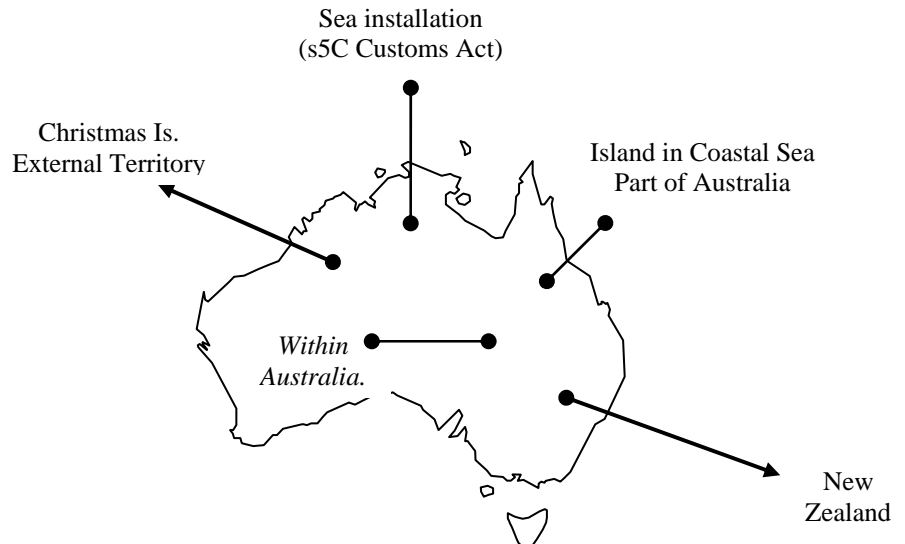 Sea installation
(s5C Customs Act)
Christmas Is.
External Territory
Island in Coastal Sea
Part of Australia
Within
Australia.
New
Zealand